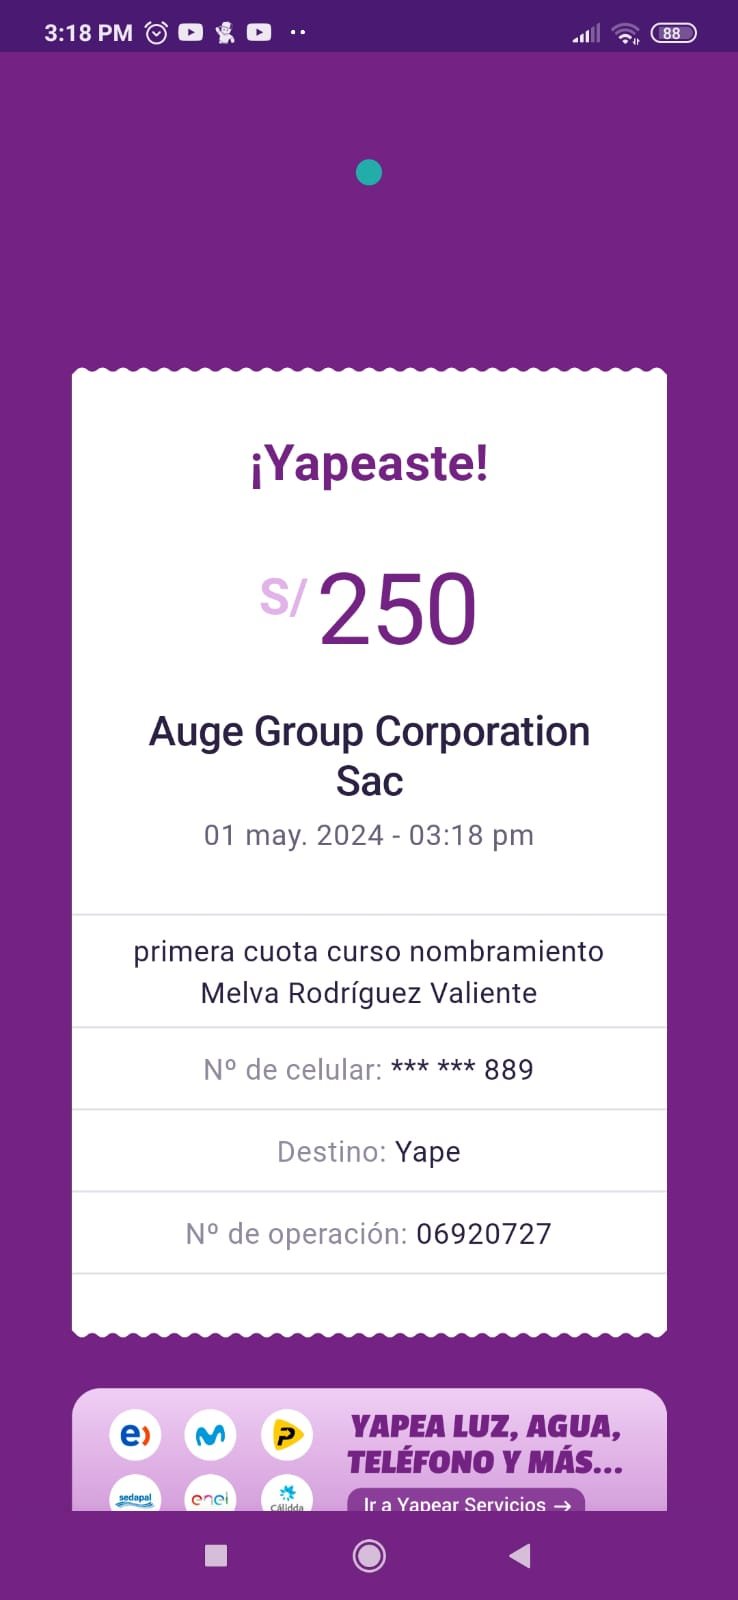 3:18 PM
88
¡Yapeaste!
S/ 250
Auge Group Corporation
Sac
01 may. 2024 - 03:18 pm
primera cuota curso nombramiento
Melva Rodríguez Valiente
Nº de celular: *** *** 889
Destino: Yape
Nº de operación: 06920727
YAPEA LUZ, AGUA,
TELÉFONO Y MÁS...
e) P
sedapal enel Cálidda
Ir a Yapear Servicios →